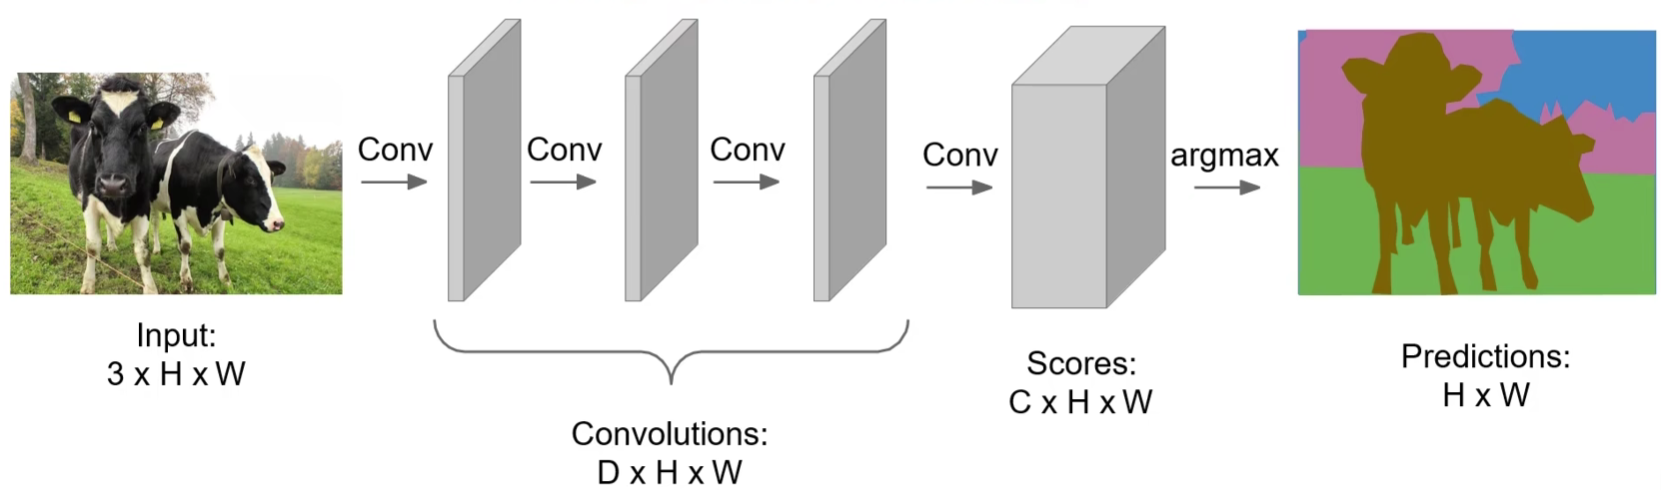 Conv
Conv
Conv
Conv
argmax
Input:
3 x H x W
Convolutions:
D x H x W
Scores:
C x H x W
Predictions:
H x W